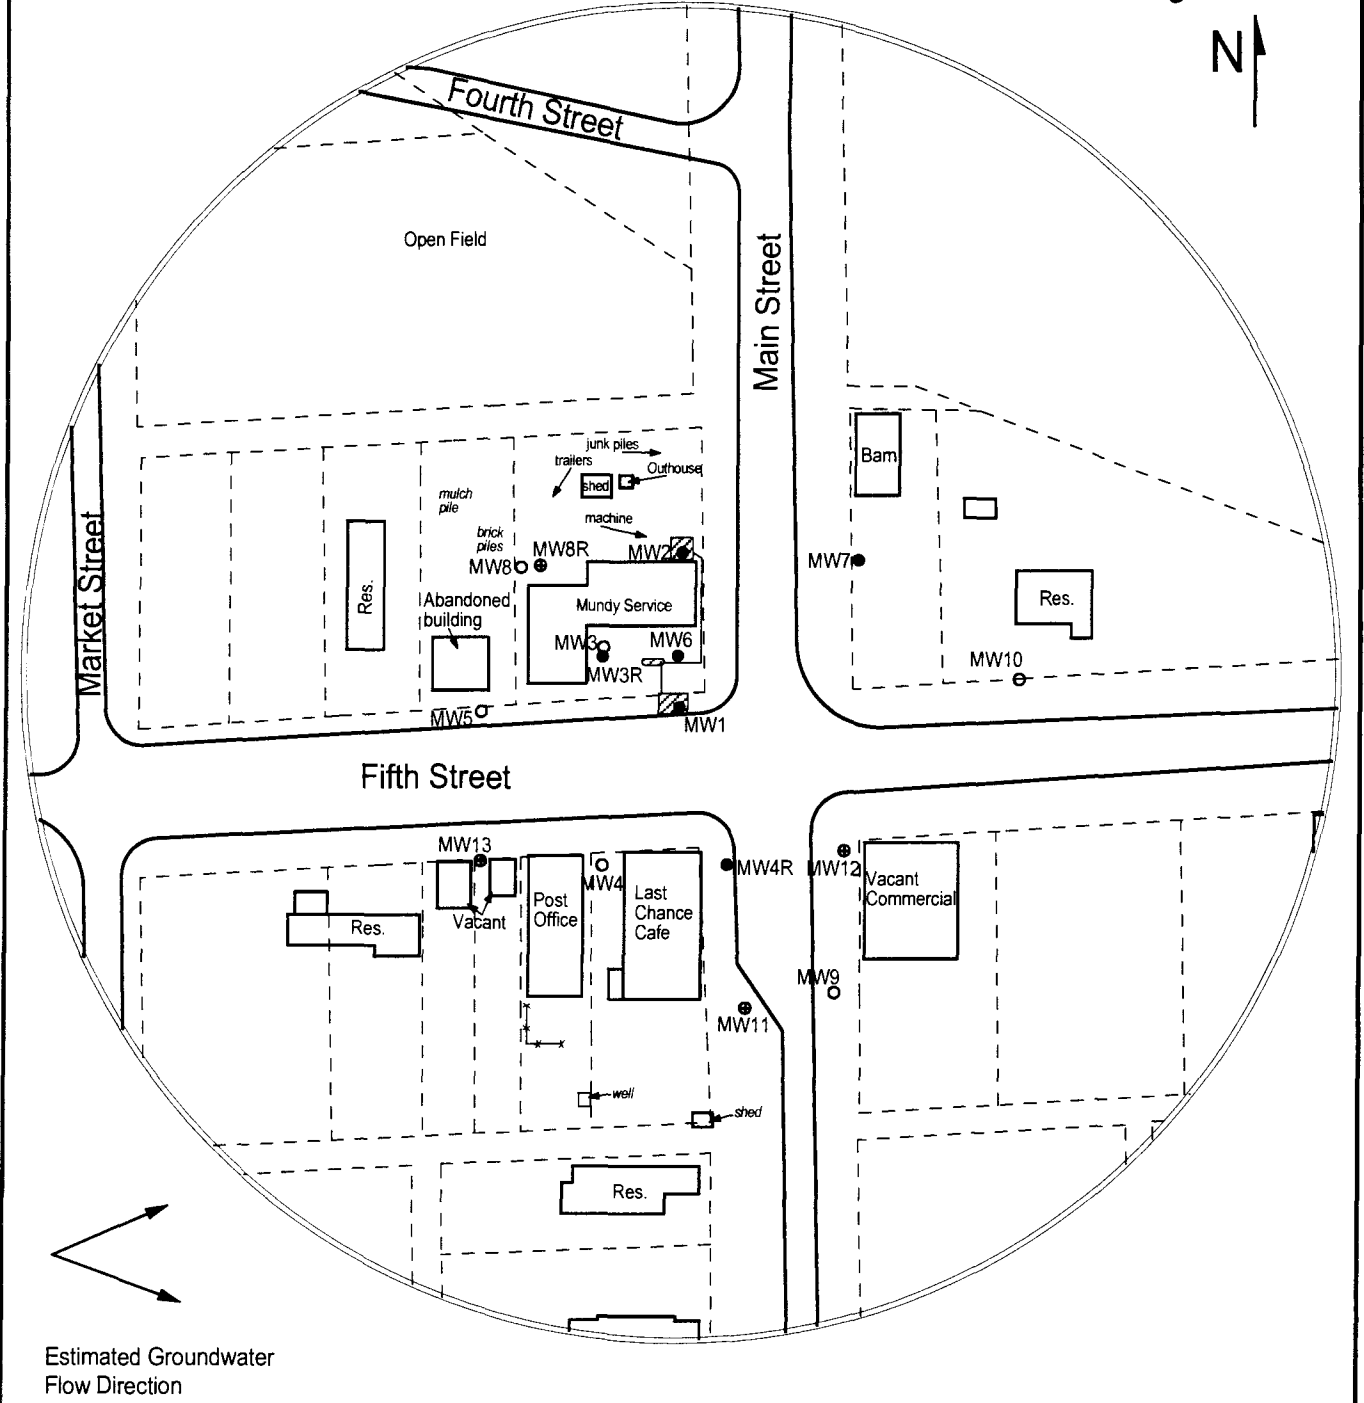 N
Fourth Street
Open Field
Main Street
junk piles
trailers
Outhouse
shed
Barn
mulch
pile
machine
brick
piles
MW8R
MW2
MW7
MW8
Market Street
Res.
Abandoned
building
Mundy Service
Res.
MW3
MW6
MW10
MW3R
MW5
MW1
Fifth Street
MW13
MW4
MW4R
MW12
Vacant
Commercial
Post
Office
Last
Chance
Cafe
Res.
Vacant
MW9
MW11
well
shed
Res.
Estimated Groundwater
Flow Direction